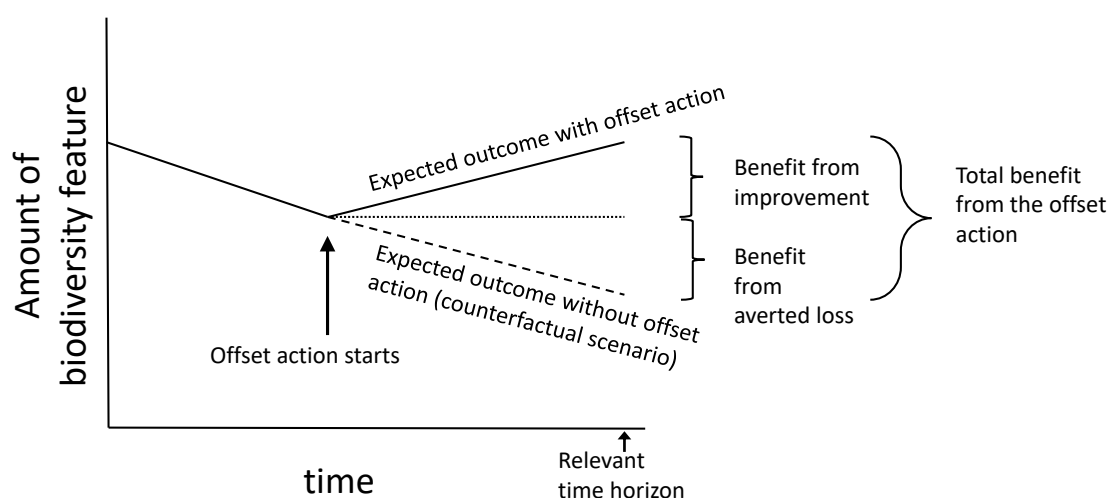 Amount of
biodiversity feature
Expected outcome with offset action
Expected outcome without offset
action (counterfactual scenario)
Offset action starts
Benefit from
improvement
Benefit
from
averted loss
Total benefit
from the offset
action
time
Relevant
time horizon